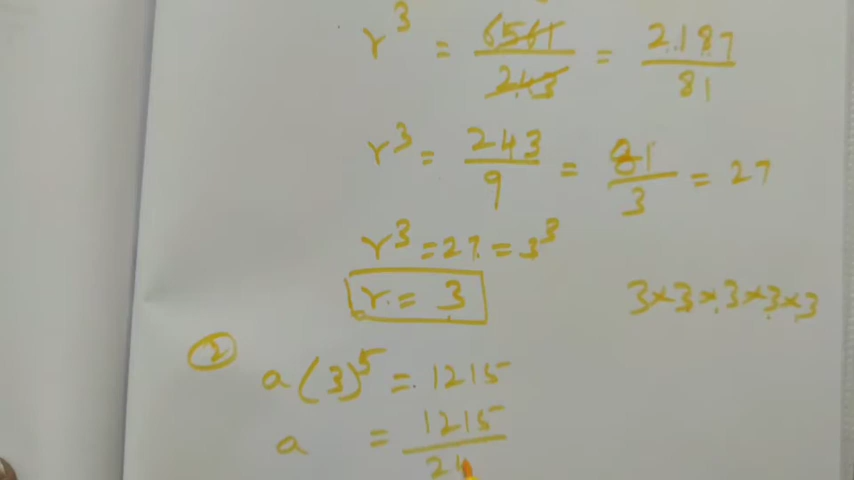 r³ = 6561/243 = 2187/81
r³ = 243/9 = 81/3 = 27
r³ = 27 = 3³
r = 3
3×3×3×3×3
② a(3)⁵ = 1215
a = 1215/24